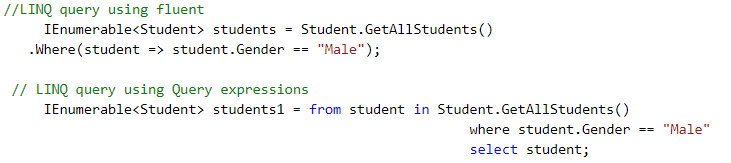 //LINQ query using fluent
IEnumerable<Student> students = Student.GetAllStudents()
.Where(student => student.Gender == "Male");
// LINQ query using Query expressions
IEnumerable<Student> students1 = from student in Student.GetAllStudents()
where student.Gender == "Male"
select student;